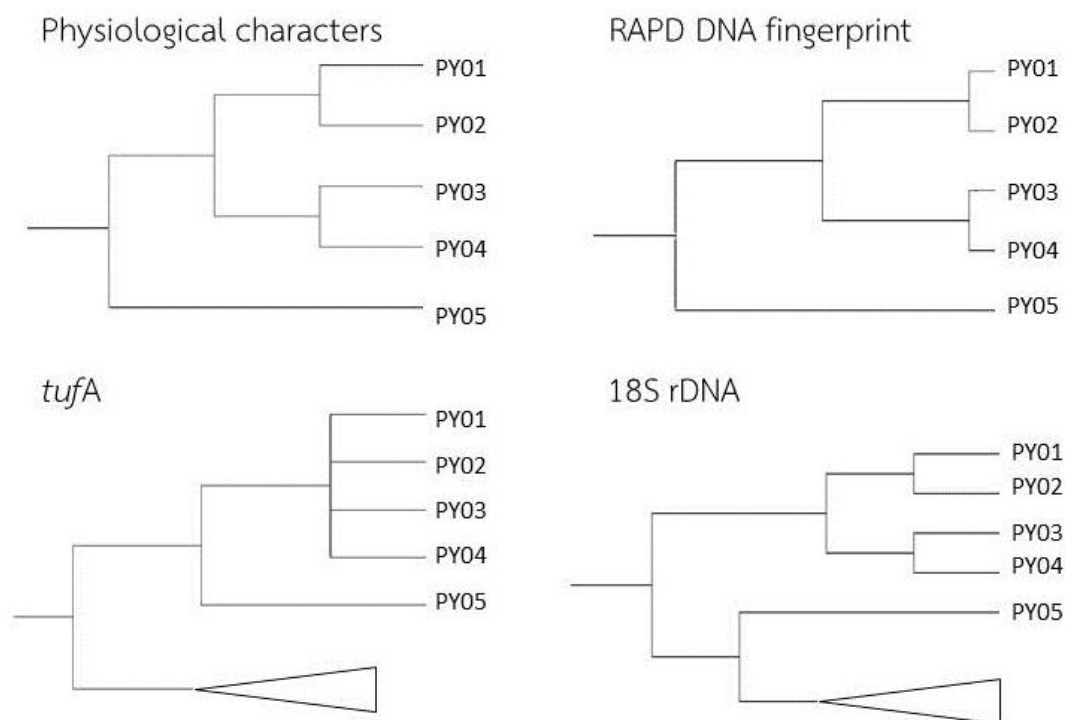 Physiological characters
PY01
PY02
PY03
PY04
PY05
RAPD DNA fingerprint
PY01
PY02
PY03
PY04
PY05
tufA
PY01
PY02
PY03
PY04
PY05
18S rDNA
PY01
PY02
PY03
PY04
PY05